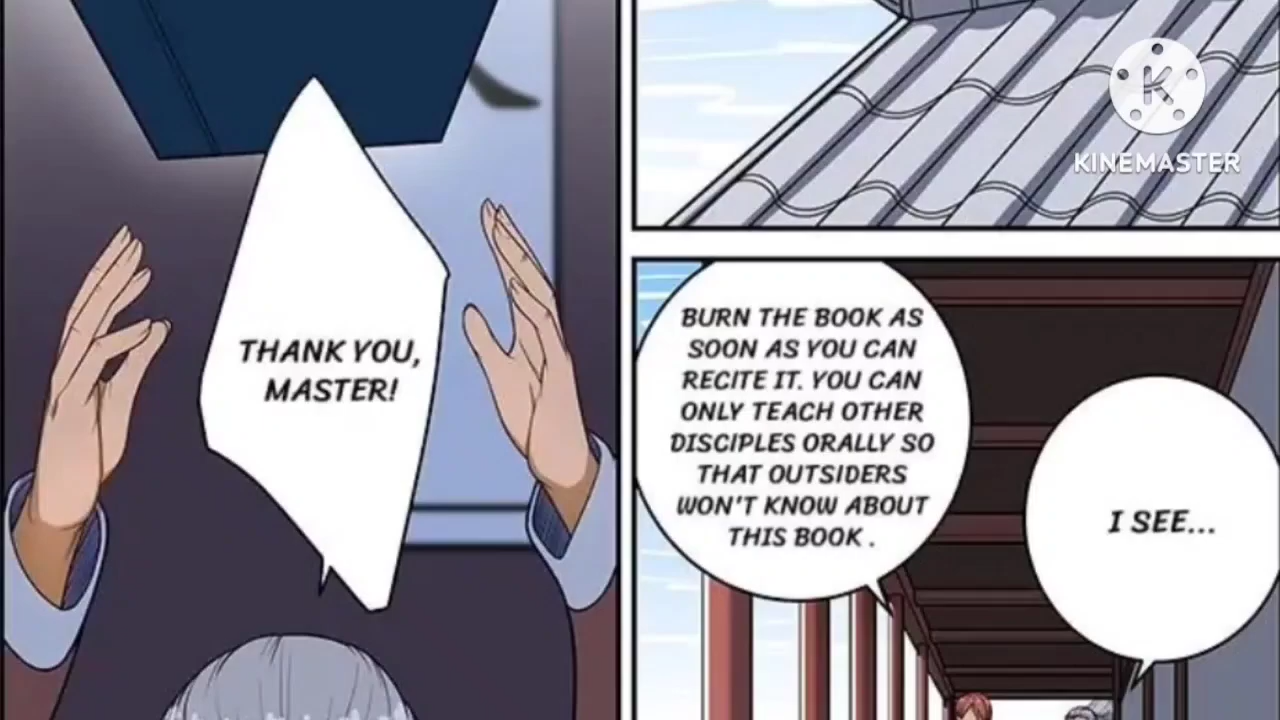 THANK YOU,
MASTER!
BURN THE BOOK AS
SOON AS YOU CAN
RECITE IT. YOU CAN
ONLY TEACH OTHER
DISCIPLES ORALLY SO
THAT OUTSIDERS
WON'T KNOW ABOUT
THIS BOOK .
I SEE...
K
KINEMASTER